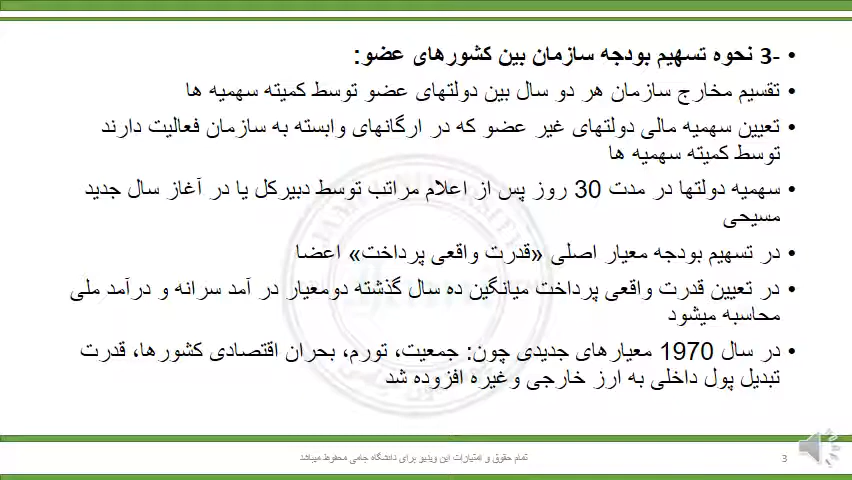 3- نحوه تسهیم بودجه سازمان بین کشورهای عضو:
تقسیم مخارج سازمان هر دو سال بین دولتهای عضو توسط کمیته سهمیه ها
تعیین سهمیه مالی دولتهای غیر عضو که در ارگانهای وابسته به سازمان فعالیت دارند
توسط کمیته سهمیه ها
سهمیه دولتها در مدت 30 روز پس از اعلام مراتب توسط دبیرکل یا در آغاز سال جدید
مسیحی
در تسهیم بودجه معیار اصلی «قدرت واقعی پرداخت» اعضا
در تعیین قدرت واقعی پرداخت میانگین ده سال گذشته دومعیار در آمد سرانه و درآمد ملی
محاسبه میشود
در سال 1970 معیارهای جدیدی چون: جمعیت، تورم، بحران اقتصادی کشورها، قدرت
تبدیل پول داخلی به ارز خارجی وغیره افزوده شد
تمام حقوق و امتیازات این ویدیو برای دانشگاه جامی محفوظ میباشد
3